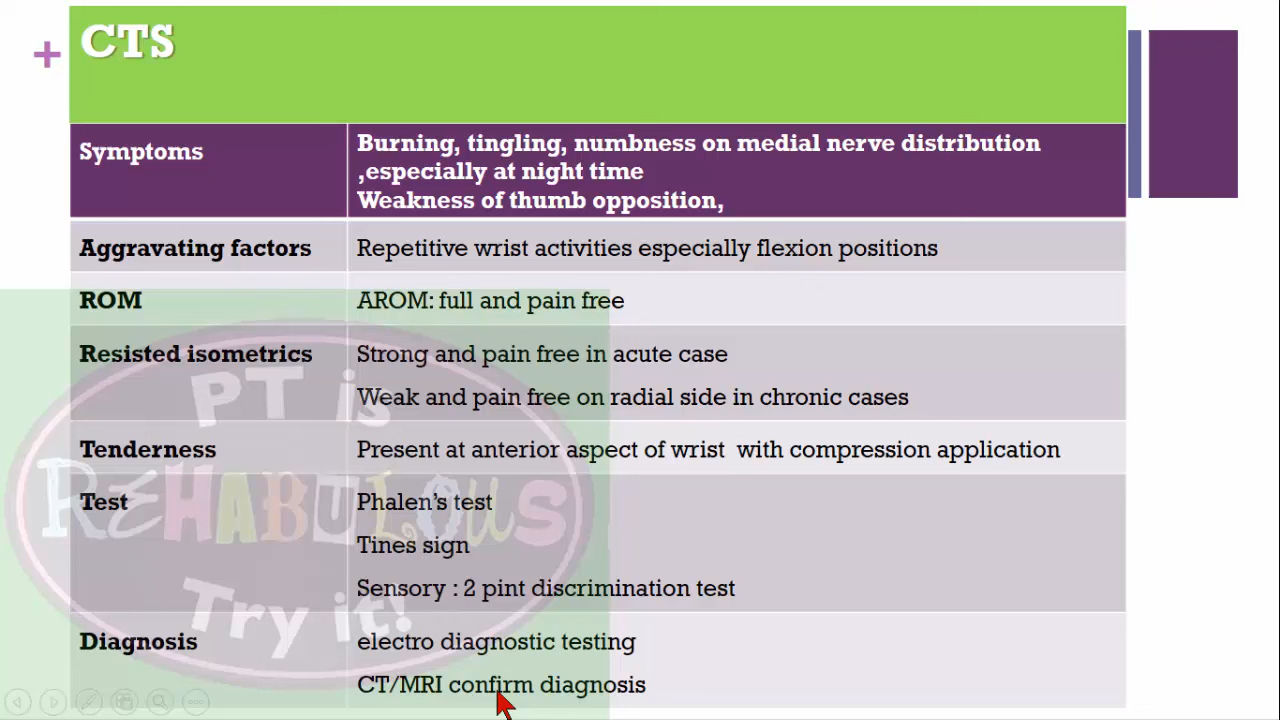 + CTS
Symptoms
Burning, tingling, numbness on medial nerve distribution
,especially at night time
Weakness of thumb opposition,
Aggravating factors
Repetitive wrist activities especially flexion positions
ROM
AROM: full and pain free
Resisted isometrics
Strong and pain free in acute case
Weak and pain free on radial side in chronic cases
Tenderness
Present at anterior aspect of wrist with compression application
Test
Phalen's test
Tines sign
Sensory : 2 pint discrimination test
Diagnosis
electro diagnostic testing
CT/MRI confirm diagnosis
PT is
REHABULOUS
Try it!